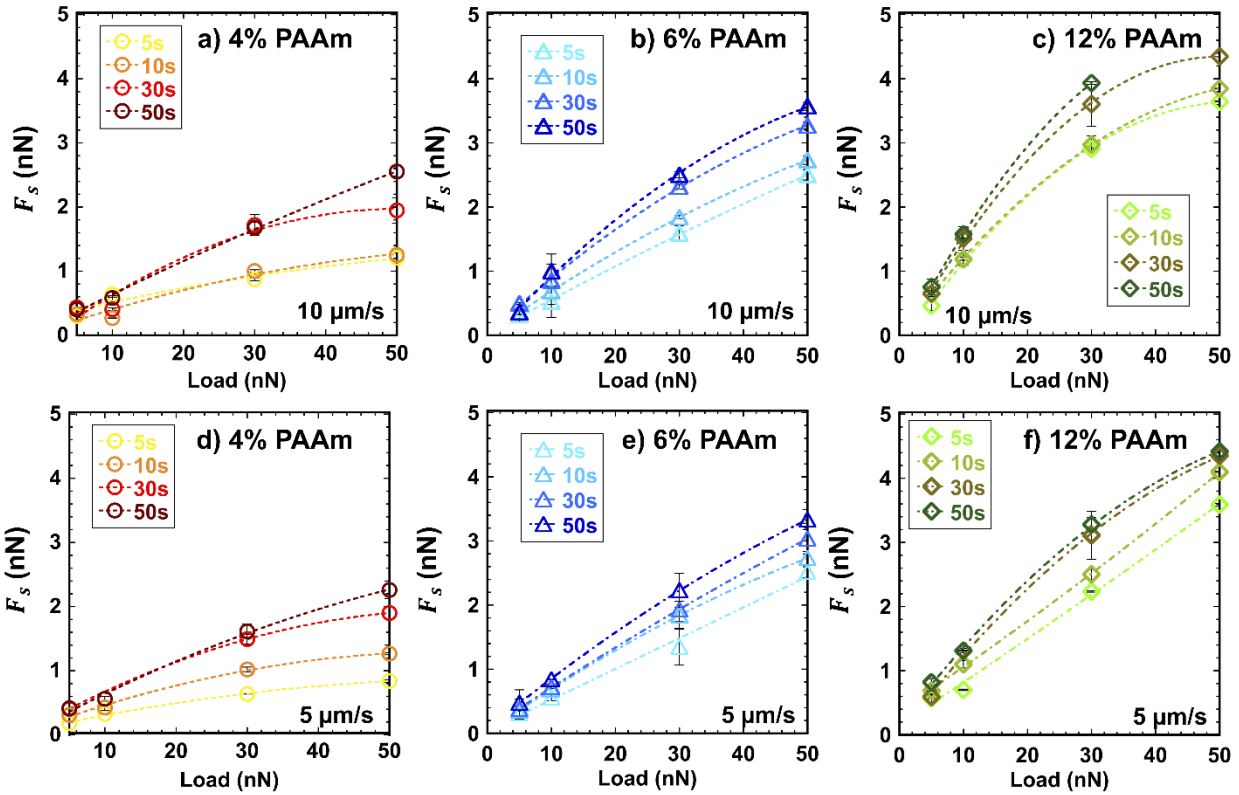 a) 4% PAAm
5s
10s
30s
50s
10 µm/s
F_s (nN)
5
4
3
2
1
0
10 20 30 40 50
Load (nN)
b) 6% PAAm
5s
10s
30s
50s
10 µm/s
F_s (nN)
5
4
3
2
1
0
0 10 20 30 40 50
Load (nN)
c) 12% PAAm
5s
10s
30s
50s
10 µm/s
F_s (nN)
5
4
3
2
1
0
0 10 20 30 40 50
Load (nN)
d) 4% PAAm
5s
10s
30s
50s
5 µm/s
F_s (nN)
5
4
3
2
1
0
10 20 30 40 50
Load (nN)
e) 6% PAAm
5s
10s
30s
50s
5 µm/s
F_s (nN)
5
4
3
2
1
0
0 10 20 30 40 50
Load (nN)
f) 12% PAAm
5s
10s
30s
50s
5 µm/s
F_s (nN)
5
4
3
2
1
0
0 10 20 30 40 50
Load (nN)